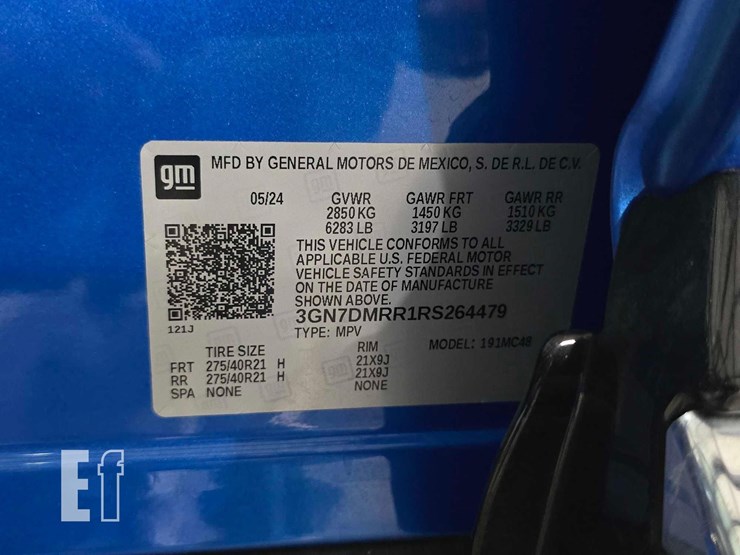 gm MFD BY GENERAL MOTORS DE MEXICO, S. DE R.L. DE C.V.
05/24 GVWR GAWR FRT GAWR RR
2850 KG 1450 KG 1510 KG
6283 LB 3197 LB 3329 LB
THIS VEHICLE CONFORMS TO ALL
APPLICABLE U.S. FEDERAL MOTOR
VEHICLE SAFETY STANDARDS IN EFFECT
ON THE DATE OF MANUFACTURE
SHOWN ABOVE.
3GN7DMRR1RS264479
121J
TYPE: MPV MODEL: 191MC48
TIRE SIZE RIM
FRT 275/40R21 H 21X9J
RR 275/40R21 H 21X9J
SPA NONE NONE
Ef